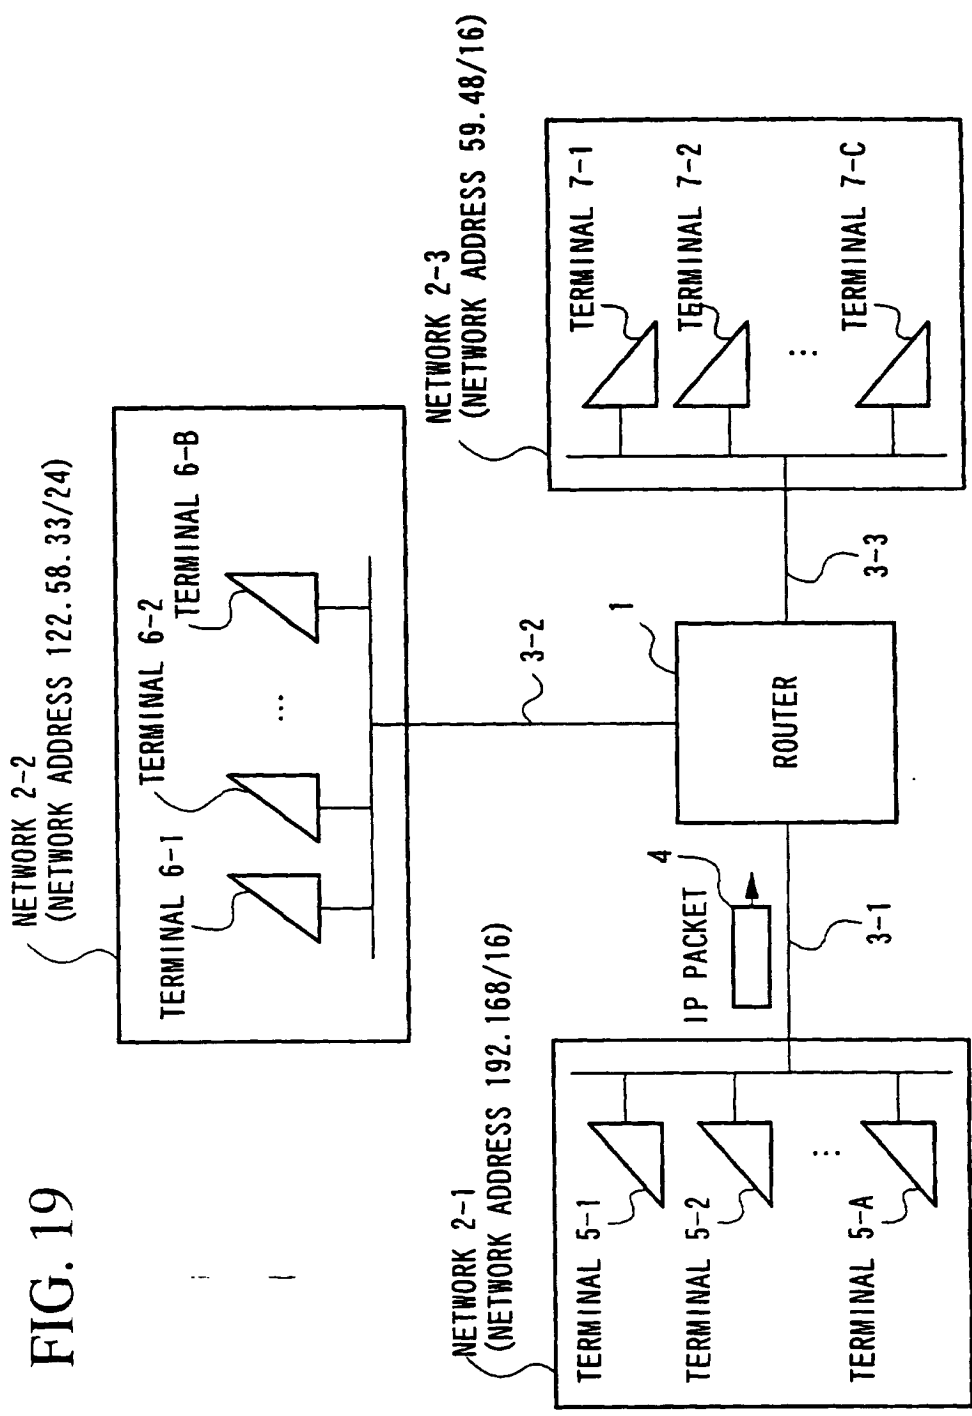 FIG. 19
NETWORK 2-2
(NETWORK ADDRESS 122.58.33/24)
TERMINAL 6-1
TERMINAL 6-2
TERMINAL 6-B
...
NETWORK 2-1
(NETWORK ADDRESS 192.168/16)
TERMINAL 5-1
TERMINAL 5-2
...
TERMINAL 5-A
IP PACKET
4
3-1
ROUTER
1
3-2
3-3
NETWORK 2-3
(NETWORK ADDRESS 59.48/16)
TERMINAL 7-1
TERMINAL 7-2
...
TERMINAL 7-C